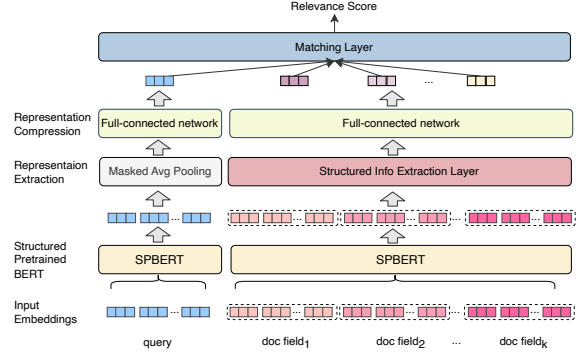 Relevance Score
Matching Layer
...
Representation
Compression
Full-connected network
Full-connected network
Representaion
Extraction
Masked Avg Pooling
Structured Info Extraction Layer
... ... ... ...
Structured
Pretrained
BERT
SPBERT
SPBERT
Input
Embeddings
... ... ... ...
query doc field1 doc field2 ... doc fieldk